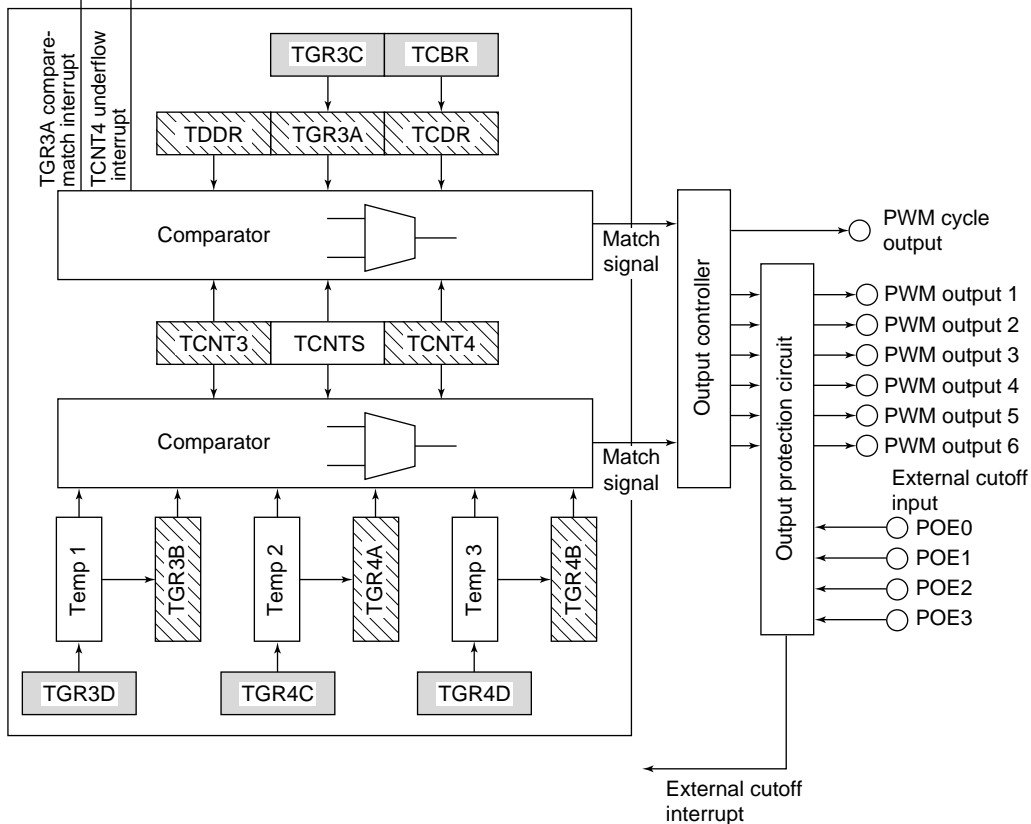 TGR3A compare-
match interrupt
TCNT4 underflow
interrupt
TGR3C
TCBR
TDDR
TGR3A
TCDR
Comparator
Match
signal
PWM cycle
output
Output controller
Output protection circuit
PWM output 1
PWM output 2
PWM output 3
PWM output 4
PWM output 5
PWM output 6
TCNT3
TCNTS
TCNT4
Comparator
Match
signal
External cutoff
input
POE0
POE1
POE2
POE3
Temp 1
TGR3B
Temp 2
TGR4A
Temp 3
TGR4B
TGR3D
TGR4C
TGR4D
External cutoff
interrupt